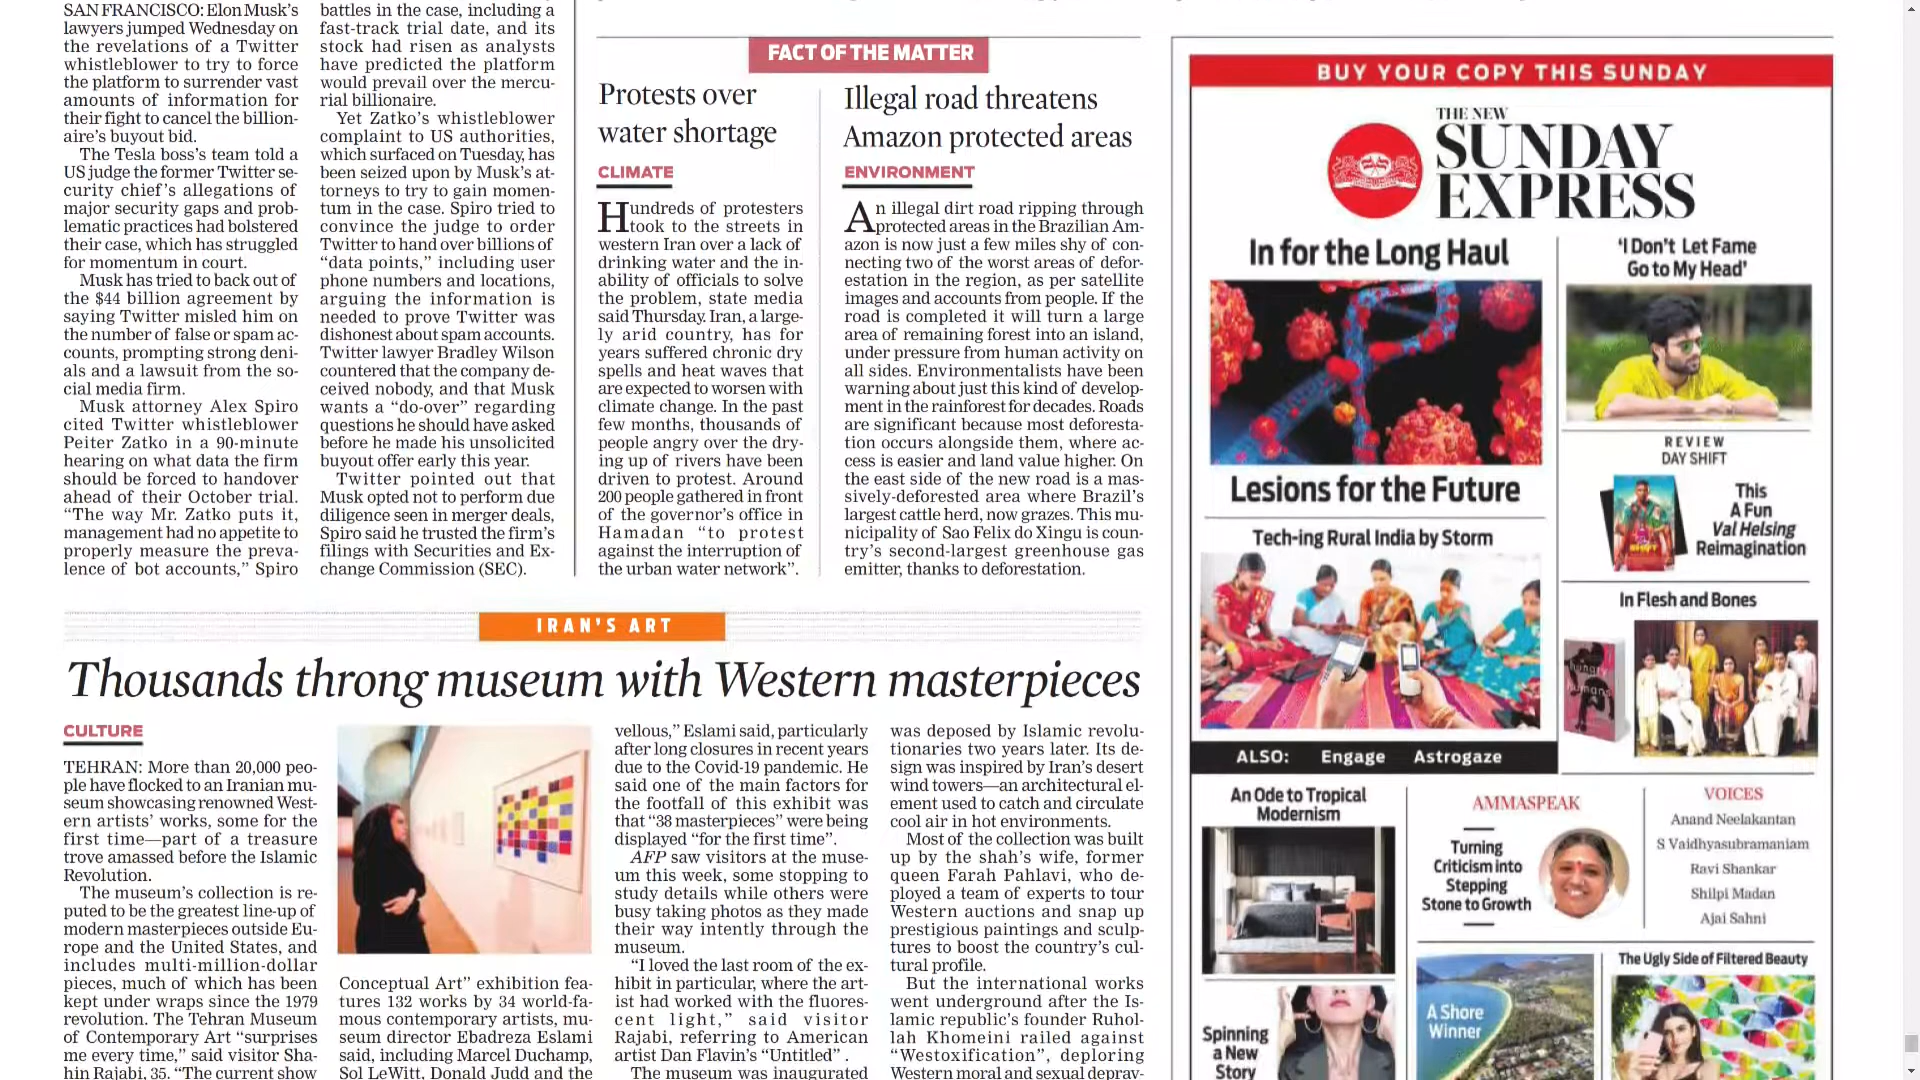 SAN FRANCISCO: Elon Musk's
lawyers jumped Wednesday on
the revelations of a Twitter
whistleblower to try to force
the platform to surrender vast
amounts of information for
their fight to cancel the billion-
aire's buyout bid.
The Tesla boss's team told a
US judge the former Twitter se-
curity chief's allegations of
major security gaps and prob-
lematic practices had bolstered
their case, which has struggled
for momentum in court.
Musk has tried to back out of
the $44 billion agreement by
saying Twitter misled him on
the number of false or spam ac-
counts, prompting strong deni-
als and a lawsuit from the so-
cial media firm.
Musk attorney Alex Spiro
cited Twitter whistleblower
Peiter Zatko in a 90-minute
hearing on what data the firm
should be forced to handover
ahead of their October trial.
"The way Mr. Zatko puts it,
management had no appetite to
properly measure the preva-
lence of bot accounts," Spiro
battles in the case, including a
fast-track trial date, and its
stock had risen as analysts
have predicted the platform
would prevail over the mercu-
rial billionaire.
Yet Zatko's whistleblower
complaint to US authorities,
which surfaced on Tuesday, has
been seized upon by Musk's at-
torneys to try to gain momen-
tum in the case. Spiro tried to
convince the judge to order
Twitter to hand over billions of
"data points," including user
phone numbers and locations,
arguing the information is
needed to prove Twitter was
dishonest about spam accounts.
Twitter lawyer Bradley Wilson
countered that the company de-
ceived nobody, and that Musk
wants a "do-over" regarding
questions he should have asked
before he made his unsolicited
buyout offer early this year.
Twitter pointed out that
Musk opted not to perform due
diligence seen in merger deals,
Spiro said he trusted the firm's
filings with Securities and Ex-
change Commission (SEC).
FACT OF THE MATTER
Protests over
water shortage
CLIMATE
Hundreds of protesters
took to the streets in
western Iran over a lack of
drinking water and the in-
ability of officials to solve
the problem, state media
said Thursday. Iran, a large-
ly arid country, has for
years suffered chronic dry
spells and heat waves that
are expected to worsen with
climate change. In the past
few months, thousands of
people angry over the dry-
ing up of rivers have been
driven to protest. Around
200 people gathered in front
of the governor's office in
Hamadan "to protest
against the interruption of
the urban water network".
Illegal road threatens
Amazon protected areas
ENVIRONMENT
An illegal dirt road ripping through
protected areas in the Brazilian Am-
azon is now just a few miles shy of con-
necting two of the worst areas of defor-
estation in the region, as per satellite
images and accounts from people. If the
road is completed it will turn a large
area of remaining forest into an island,
under pressure from human activity on
all sides. Environmentalists have been
warning about just this kind of develop-
ment in the rainforest for decades. Roads
are significant because most deforesta-
tion occurs alongside them, where ac-
cess is easier and land value higher. On
the east side of the new road is a mas-
sively-deforested area where Brazil's
largest cattle herd, now grazes. This mu-
nicipality of Sao Felix do Xingu is coun-
try's second-largest greenhouse gas
emitter, thanks to deforestation.
IRAN'S ART
Thousands throng museum with Western masterpieces
CULTURE
TEHRAN: More than 20,000 peo-
ple have flocked to an Iranian mu-
seum showcasing renowned West-
ern artists' works, some for the
first time—part of a treasure
trove amassed before the Islamic
Revolution.
The museum's collection is re-
puted to be the greatest line-up of
modern masterpieces outside Eu-
rope and the United States, and
includes multi-million-dollar
pieces, much of which has been
kept under wraps since the 1979
revolution. The Tehran Museum
of Contemporary Art "surprises
me every time," said visitor Sha-
hin Rajabi, 35. "The current show
Conceptual Art" exhibition fea-
tures 132 works by 34 world-fa-
mous contemporary artists, mu-
seum director Ebadreza Eslami
said, including Marcel Duchamp,
Sol LeWitt, Donald Judd and the
vellous," Eslami said, particularly
after long closures in recent years
due to the Covid-19 pandemic. He
said one of the main factors for
the footfall of this exhibit was
that "38 masterpieces" were being
displayed "for the first time".
AFP saw visitors at the muse-
um this week, some stopping to
study details while others were
busy taking photos as they made
their way intently through the
museum.
"I loved the last room of the ex-
hibit in particular, where the art-
ist had worked with the fluores-
cent light," said visitor
Rajabi, referring to American
artist Dan Flavin's "Untitled" .
The museum was inaugurated
was deposed by Islamic revolu-
tionaries two years later. Its de-
sign was inspired by Iran's desert
wind towers—an architectural el-
ement used to catch and circulate
cool air in hot environments.
Most of the collection was built
up by the shah's wife, former
queen Farah Pahlavi, who de-
ployed a team of experts to tour
Western auctions and snap up
prestigious paintings and sculp-
tures to boost the country's cul-
tural profile.
But the international works
went underground after the Is-
lamic republic's founder Ruhol-
lah Khomeini railed against
"Westoxification", deploring
Western moral and sexual deprav-
BUY YOUR COPY THIS SUNDAY
THE NEW
SUNDAY
EXPRESS
In for the Long Haul
Lesions for the Future
Tech-ing Rural India by Storm
'I Don't Let Fame
Go to My Head'
REVIEW
DAY SHIFT
This
A Fun
Val Helsing
Reimagination
In Flesh and Bones
hungry
humans
ALSO: Engage Astrogaze
An Ode to Tropical
Modernism
AMMASPEAK
Turning
Criticism into
Stepping
Stone to Growth
VOICES
Anand Neelakantan
S Vaidhyasubramaniam
Ravi Shankar
Shilpi Madan
Ajai Sahni
Spinning
a New
Story
A Shore
Winner
The Ugly Side of Filtered Beauty